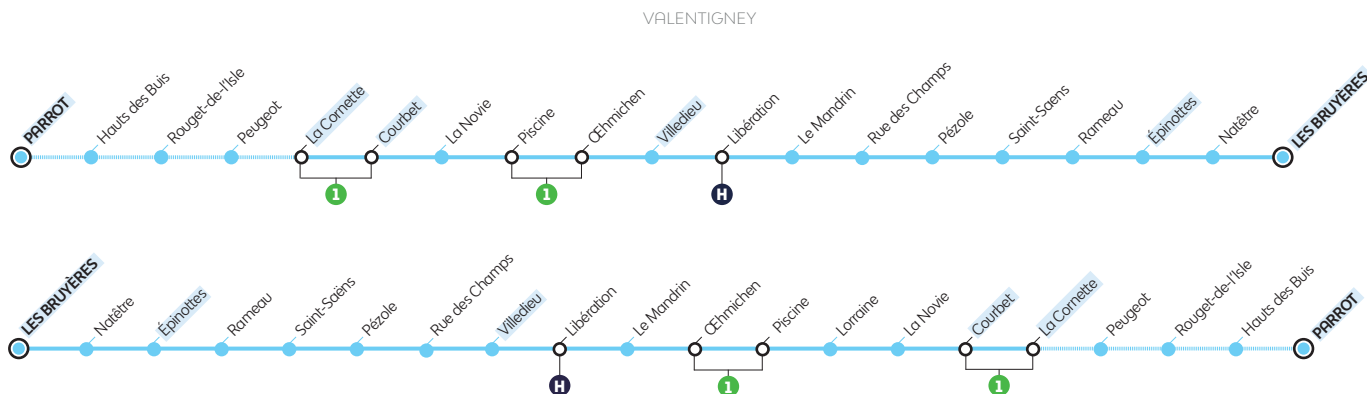 VALENTIGNEY
PARROT
Hauts des Buis
Rouget-de-l'Isle
Peugeot
La Cornette
Courbet
La Novie
Piscine
Œhmichen
Villedieu
Libération
Le Mandrin
Rue des Champs
Pézole
Saint-Saens
Rameau
Épinottes
Natêtre
LES BRUYÈRES
1
1
H
LES BRUYÈRES
Natêtre
Épinottes
Rameau
Saint-Saëns
Pézole
Rue des Champs
Villedieu
Libération
Le Mandrin
Œhmichen
Piscine
Lorraine
La Novie
Courbet
La Cornette
Peugeot
Rouget-de-l'Isle
Hauts des Buis
PARROT
H
1
1